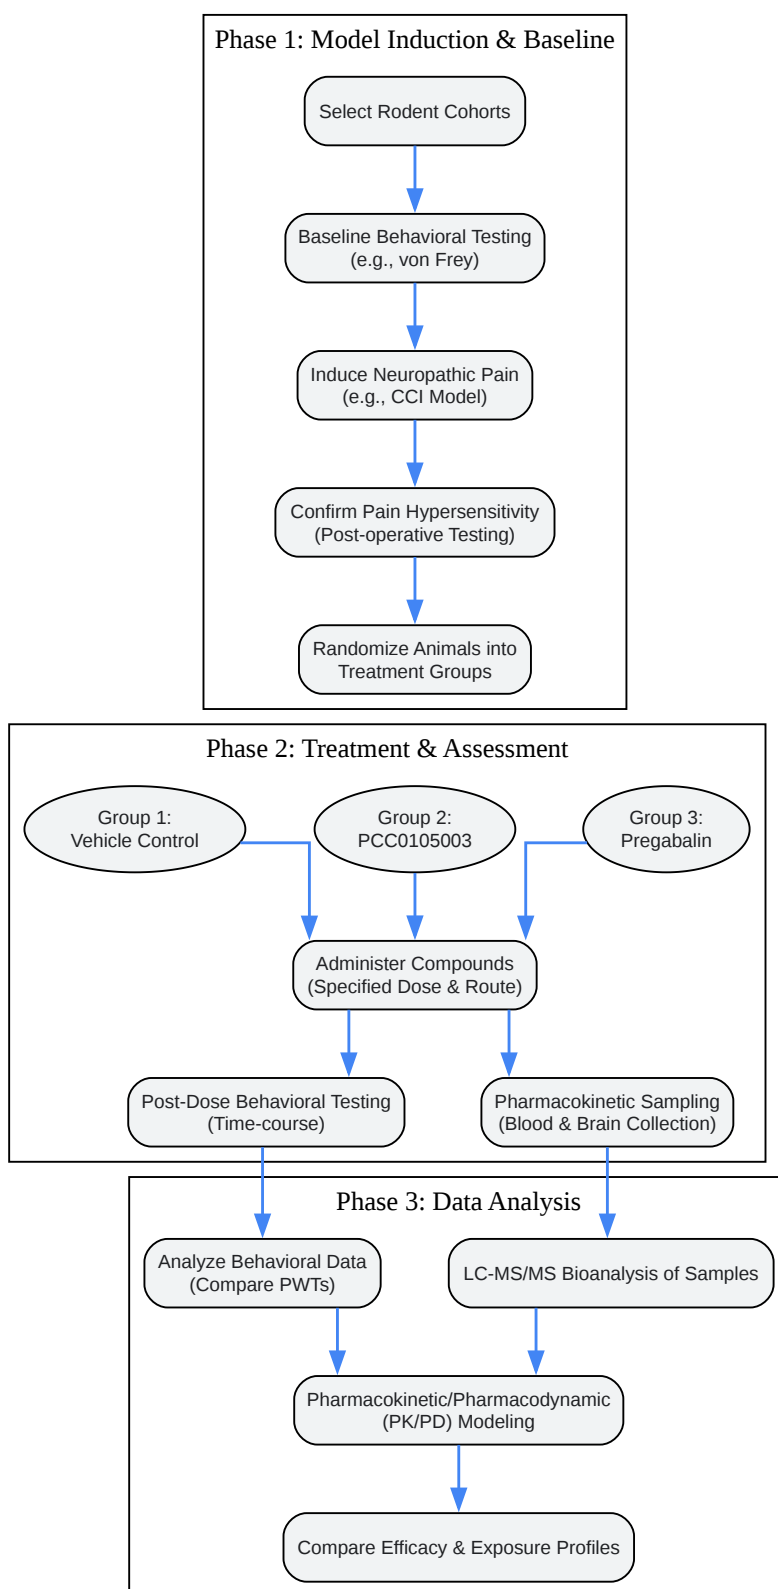 Phase 1: Model Induction & Baseline
Select Rodent Cohorts
Baseline Behavioral Testing
(e.g., von Frey)
Induce Neuropathic Pain
(e.g., CCI Model)
Confirm Pain Hypersensitivity
(Post-operative Testing)
Randomize Animals into
Treatment Groups
Phase 2: Treatment & Assessment
Group 1:
Vehicle Control
Group 2:
PCC0105003
Group 3:
Pregabalin
Administer Compounds
(Specified Dose & Route)
Post-Dose Behavioral Testing
(Time-course)
Pharmacokinetic Sampling
(Blood & Brain Collection)
Phase 3: Data Analysis
Analyze Behavioral Data
(Compare PWTs)
LC-MS/MS Bioanalysis of Samples
Pharmacokinetic/Pharmacodynamic
(PK/PD) Modeling
Compare Efficacy & Exposure Profiles